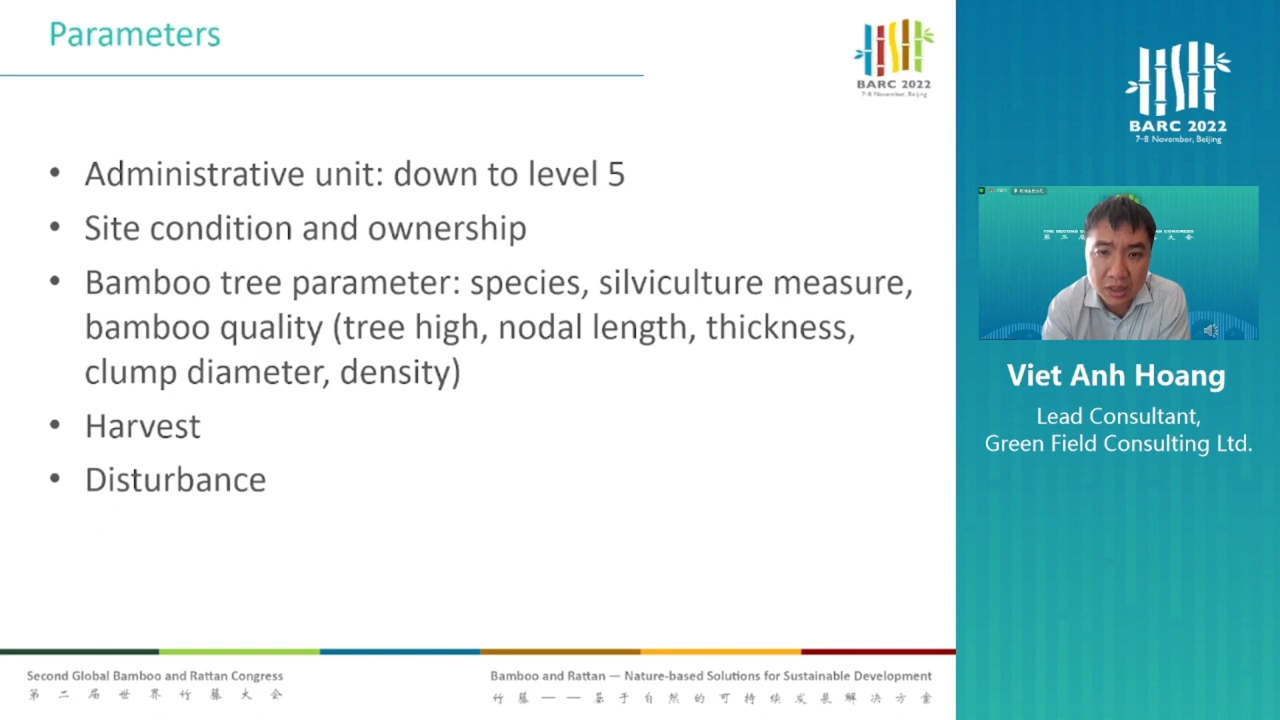 Parameters
BARC 2022
7-8 November, Beijing
• Administrative unit: down to level 5
• Site condition and ownership
• Bamboo tree parameter: species, silviculture measure,
bamboo quality (tree high, nodal length, thickness,
clump diameter, density)
• Harvest
• Disturbance
Second Global Bamboo and Rattan Congress
第二届世界竹藤大会
Bamboo and Rattan — Nature-based Solutions for Sustainable Development
竹藤——基于自然的可持续发展解决方案
BARC 2022
7-8 November, Beijing
Viet Anh Hoang
Lead Consultant,
Green Field Consulting Ltd.